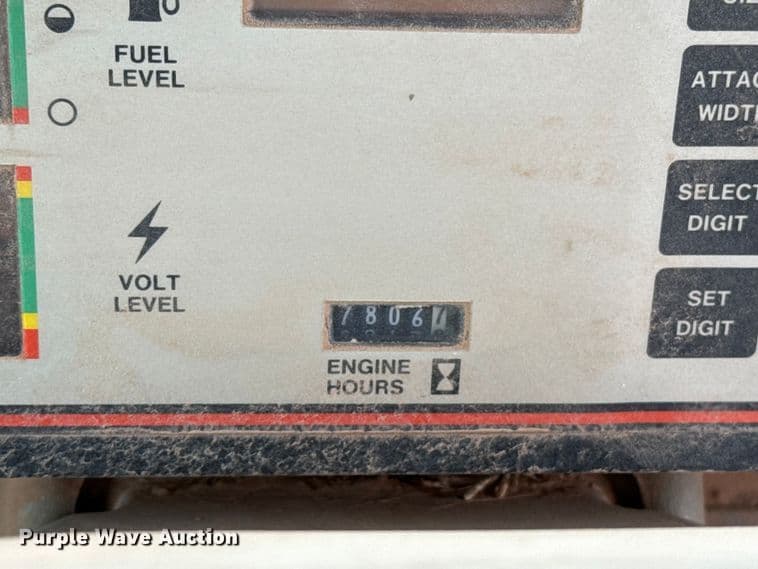 FUEL
LEVEL
ATTAC
WIDT
SELECT
DIGIT
VOLT
LEVEL
SET
DIGIT
7806
ENGINE
HOURS
Purple Wave Auction